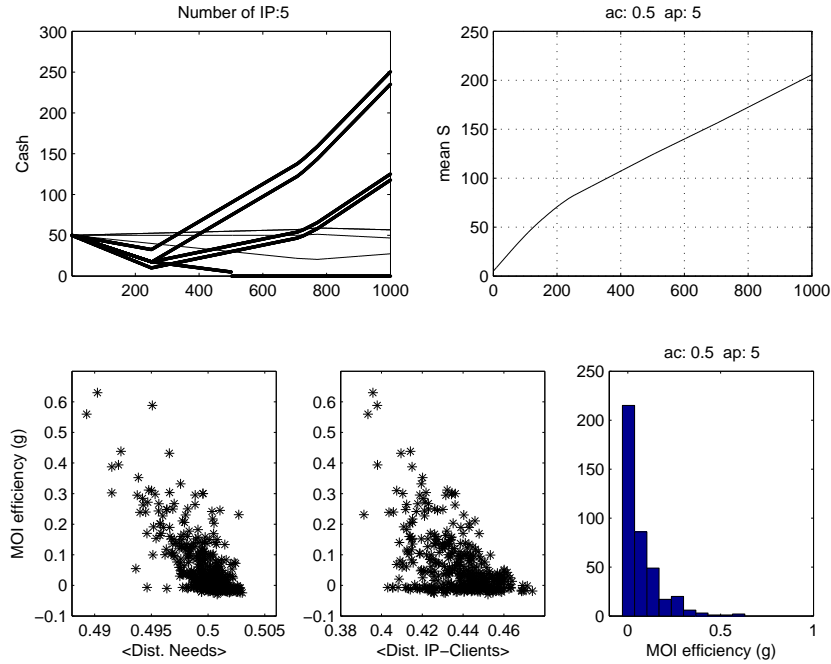 Number of IP:5
300
250
200
150
100
50
0
Cash
200 400 600 800 1000
ac: 0.5 ap: 5
250
200
150
100
50
0
mean S
0 200 400 600 800 1000
0.6
0.5
0.4
0.3
0.2
0.1
0
−0.1
MOI efficiency (g)
0.49 0.495 0.5 0.505
<Dist. Needs>
0.6
0.5
0.4
0.3
0.2
0.1
0
−0.1
0.38 0.4 0.42 0.44 0.46
<Dist. IP−Clients>
ac: 0.5 ap: 5
250
200
150
100
50
0
0 0.5 1
MOI efficiency (g)